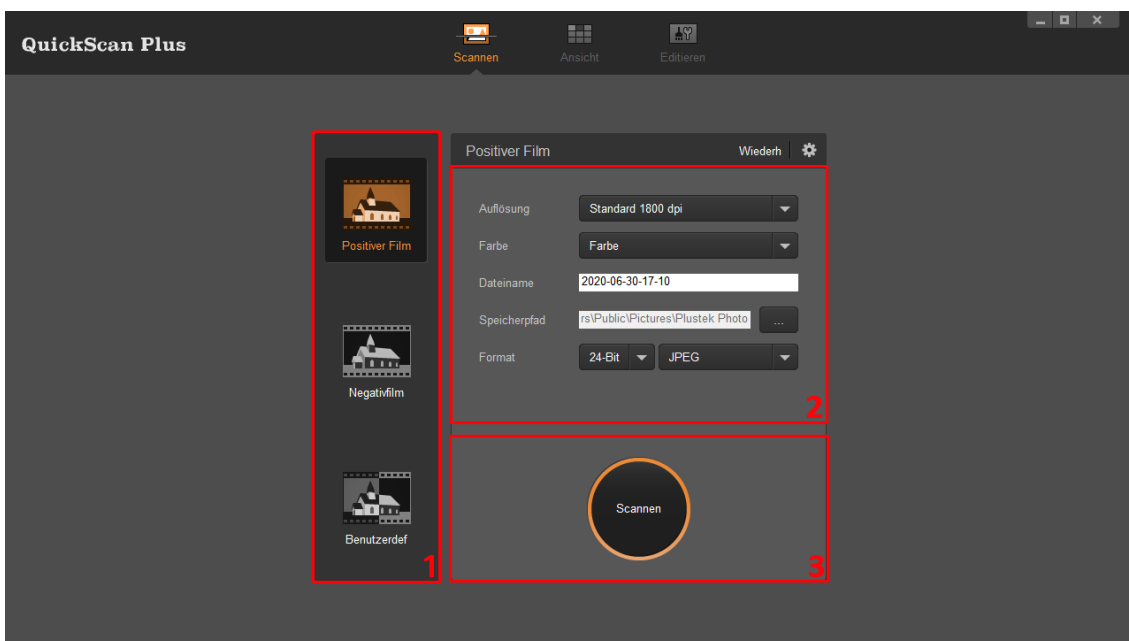 QuickScan Plus
Scannen
Ansicht
Editieren
Positiver Film
Negativfilm
Benutzerdef
1
Positiver Film
Wiederh
Auflösung
Standard 1800 dpi
Farbe
Farbe
Dateiname
2020-06-30-17-10
Speicherpfad
rs\Public\Pictures\Plustek Photo
...
Format
24-Bit
JPEG
2
Scannen
3